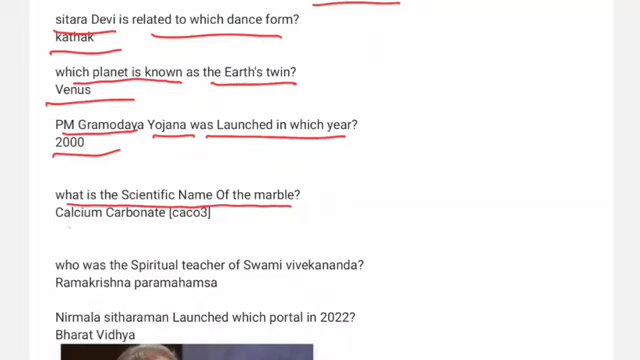 sitara Devi is related to which dance form?
kathak
which planet is known as the Earth's twin?
Venus
PM Gramodaya Yojana was Launched in which year?
2000
what is the Scientific Name Of the marble?
Calcium Carbonate [caco3]
who was the Spiritual teacher of Swami vivekananda?
Ramakrishna paramahamsa
Nirmala sitharaman Launched which portal in 2022?
Bharat Vidhya